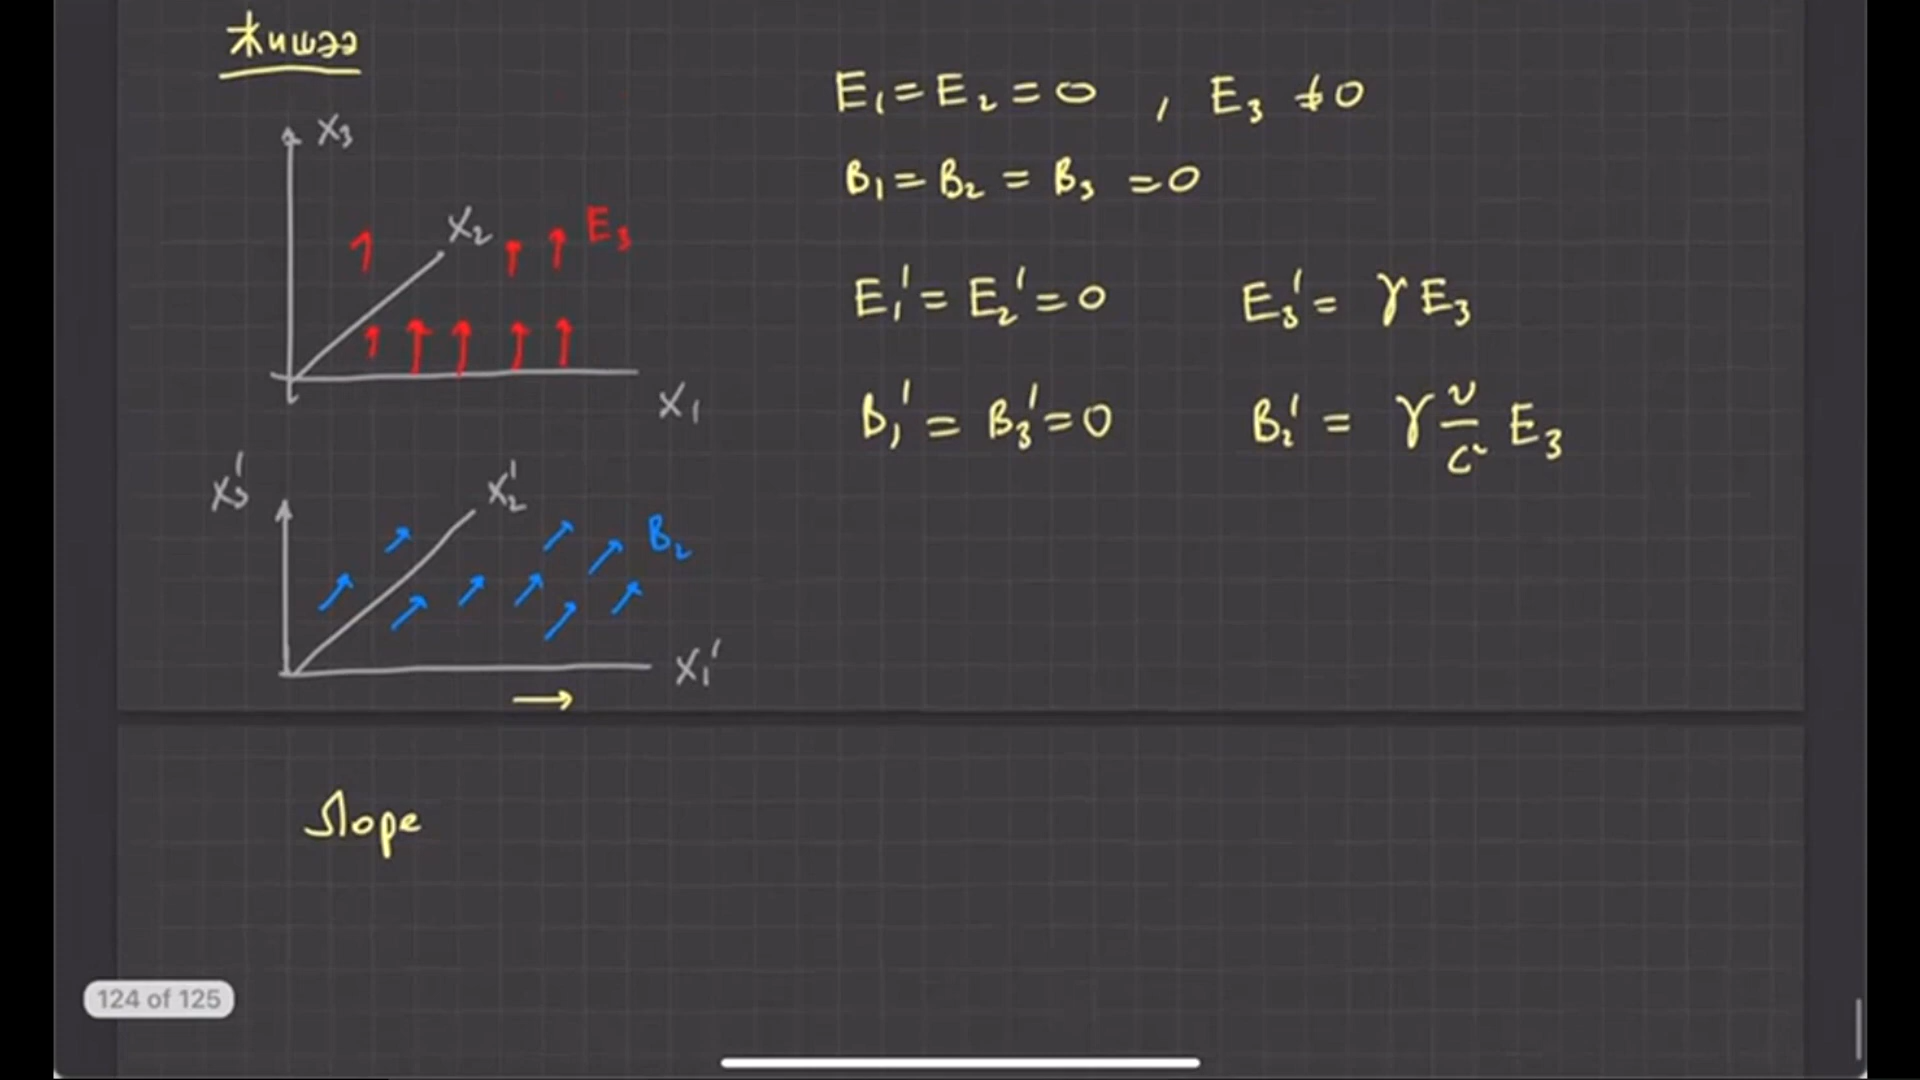 Жишээ
X₃
X₂
E₃
X₁
E₁ = E₂ = 0 , E₃ ≠ 0
B₁ = B₂ = B₃ = 0
E₁' = E₂' = 0 E₃' = γ E₃
B₁' = B₃' = 0 B₂' = γ v/c² E₃
X₃'
X₂'
B₂
X₁'
→
Лоре
124 of 125